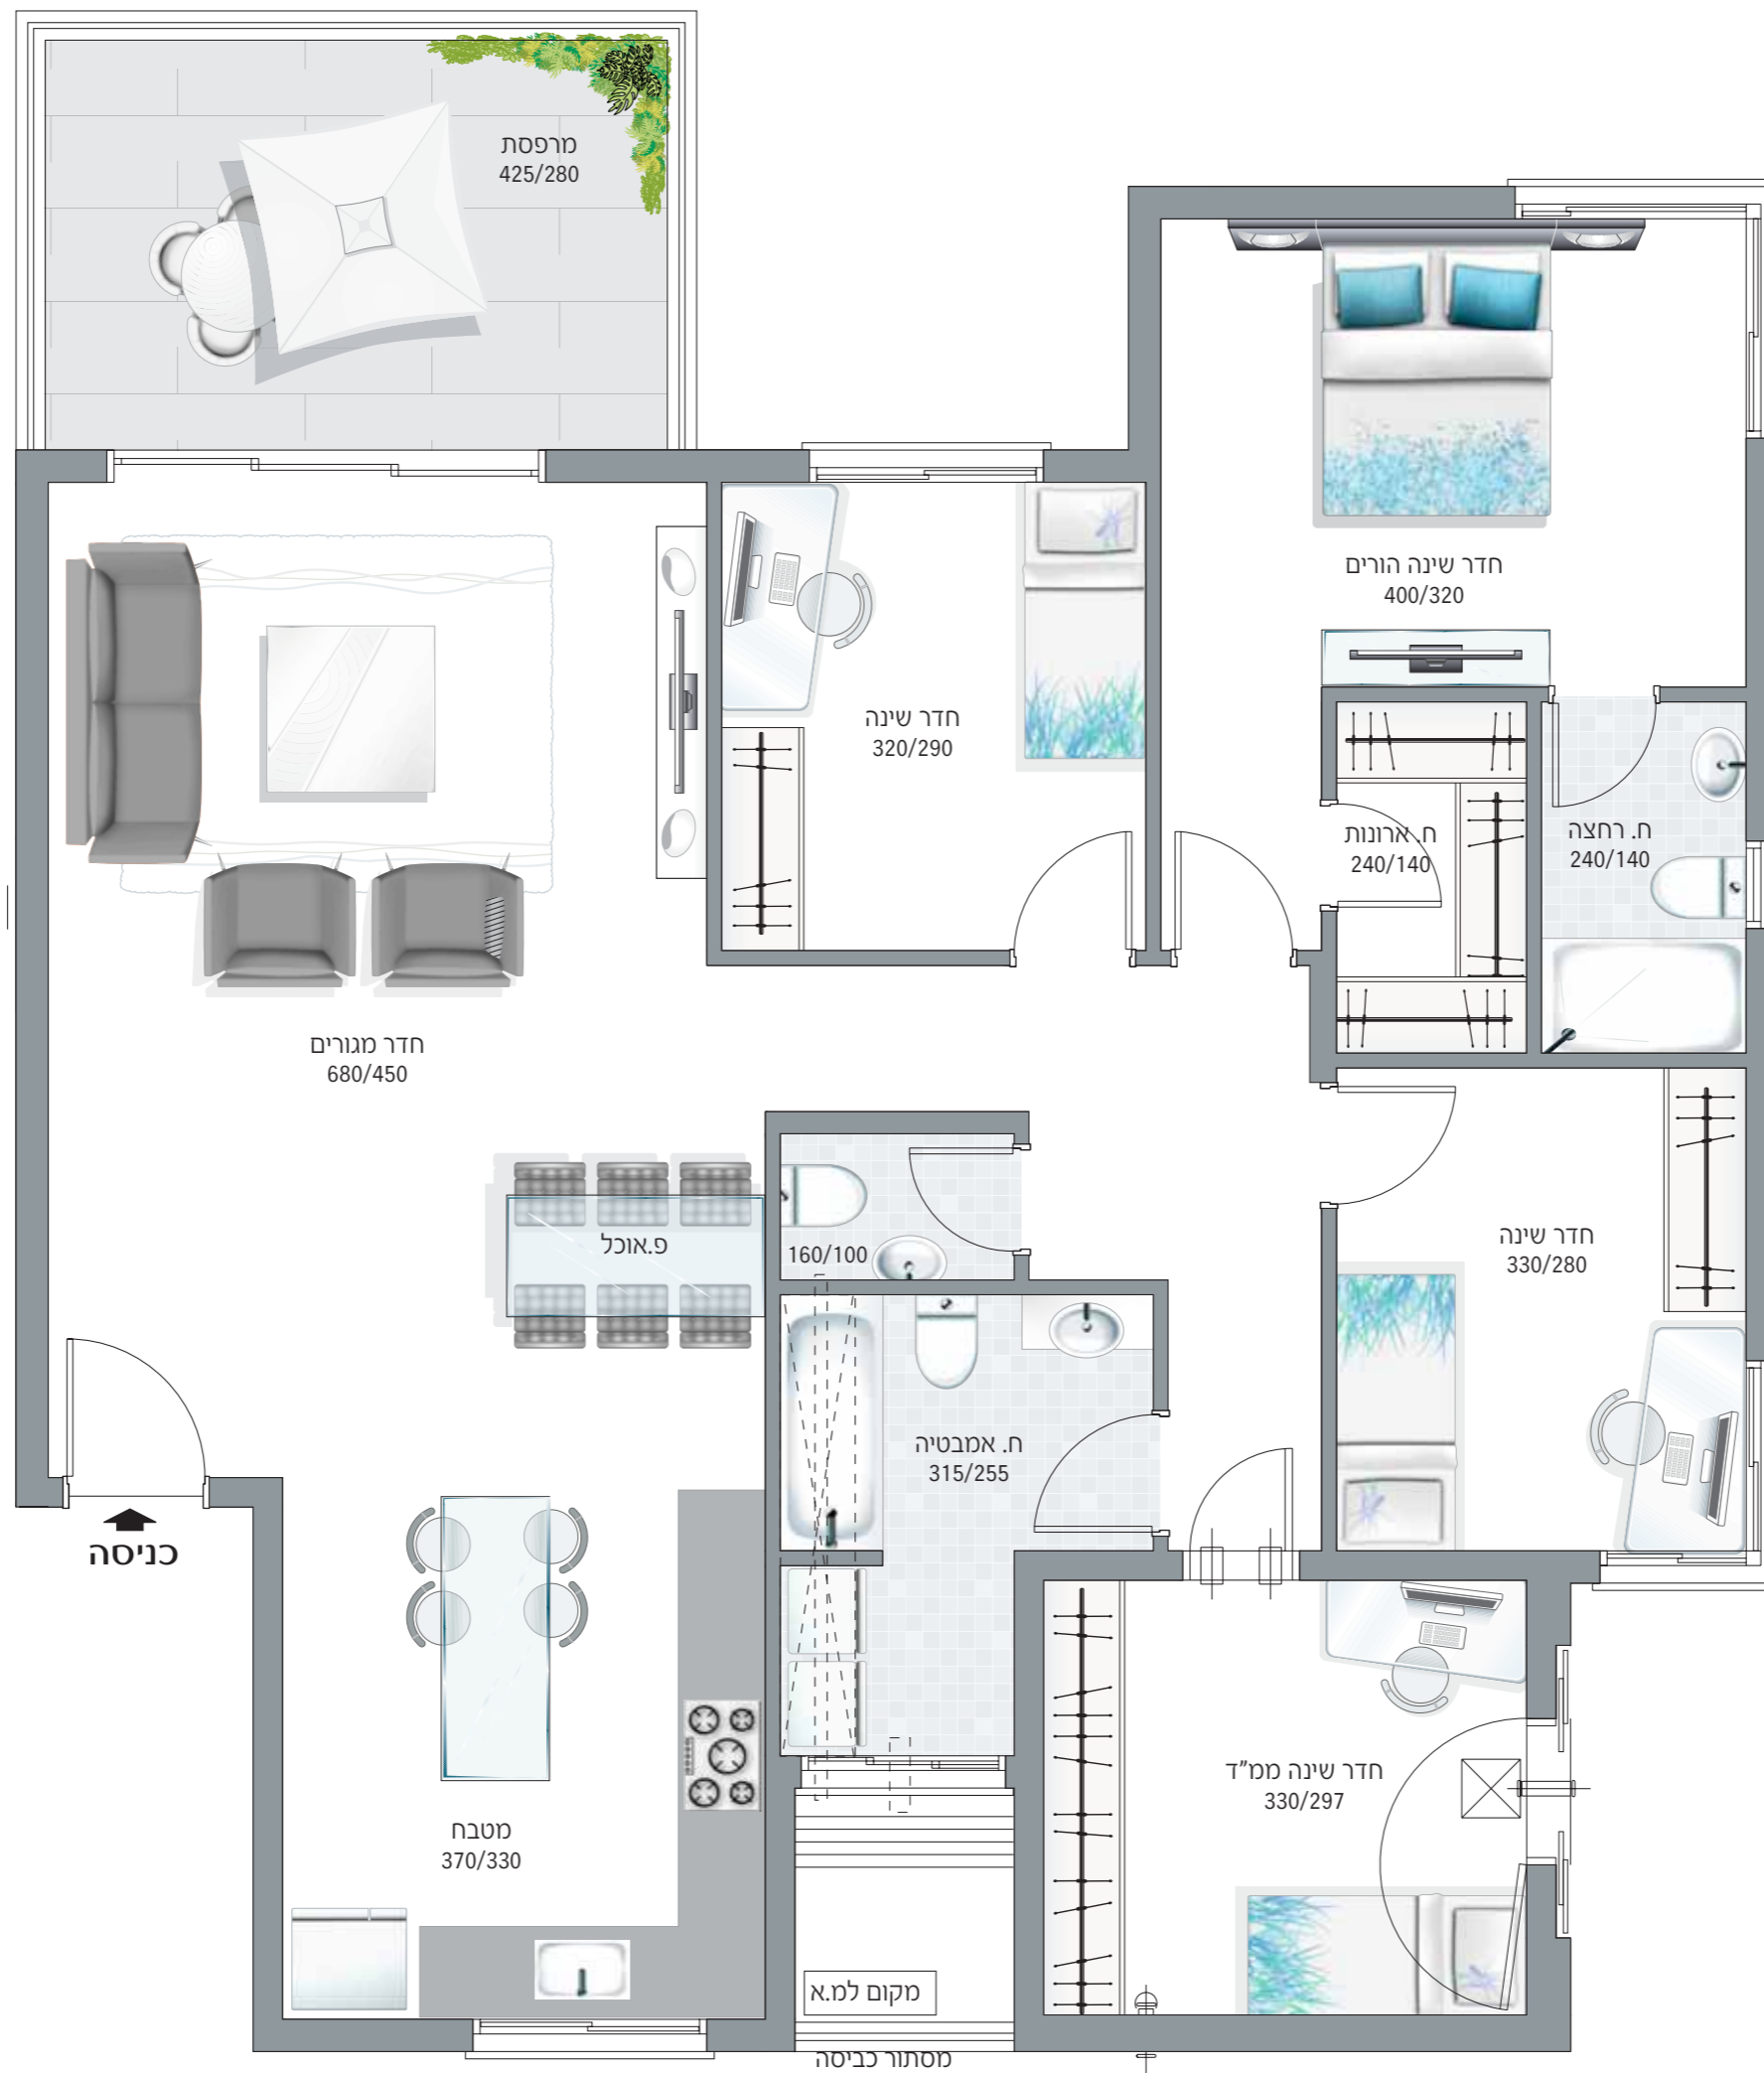 מרפסת
425/280
חדר שינה הורים
400/320
חדר שינה
320/290
ח. ארונות
240/140
ח. רחצה
240/140
חדר מגורים
680/450
פ.אוכל
160/100
חדר שינה
330/280
ח. אמבטיה
315/255
כניסה
חדר שינה ממ"ד
330/297
מטבח
370/330
מקום למ.א
מסתור כביסה